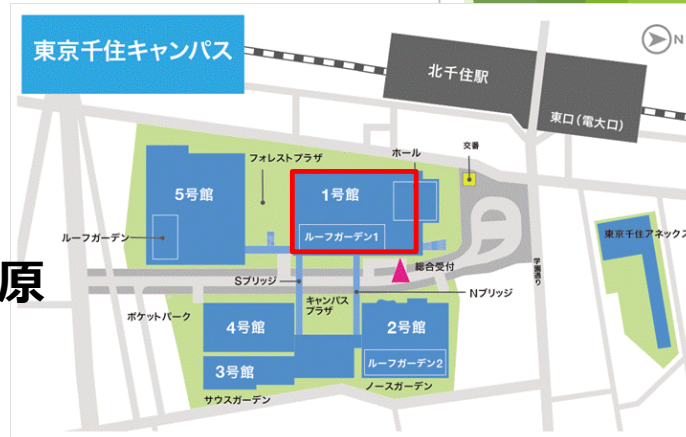 東京千住キャンパス
N
北千住駅
東口(電大口)
交番
ホール
フォレストプラザ
5号館
1号館
ルーフガーデン
ルーフガーデン1
東京千住アネックス
総合受付
学園通り
原
Sブリッジ
Nブリッジ
キャンパス
プラザ
ポケットパーク
4号館
2号館
3号館
ルーフガーデン2
サウスガーデン
ノースガーデン